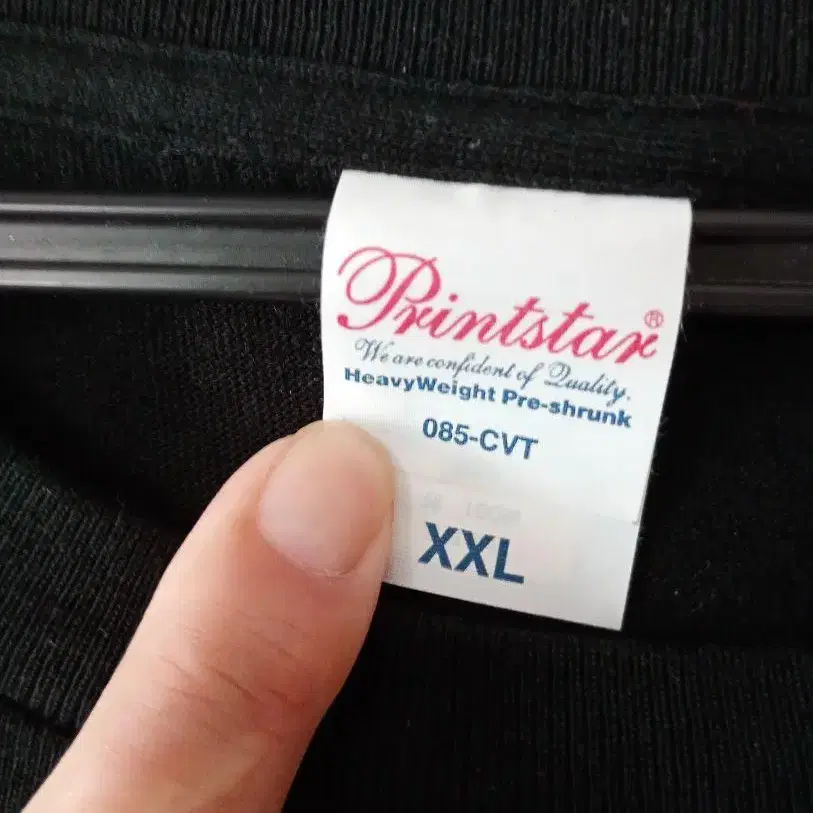 Printstar®
We are confident of Quality.
HeavyWeight Pre-shrunk
085-CVT
XXL